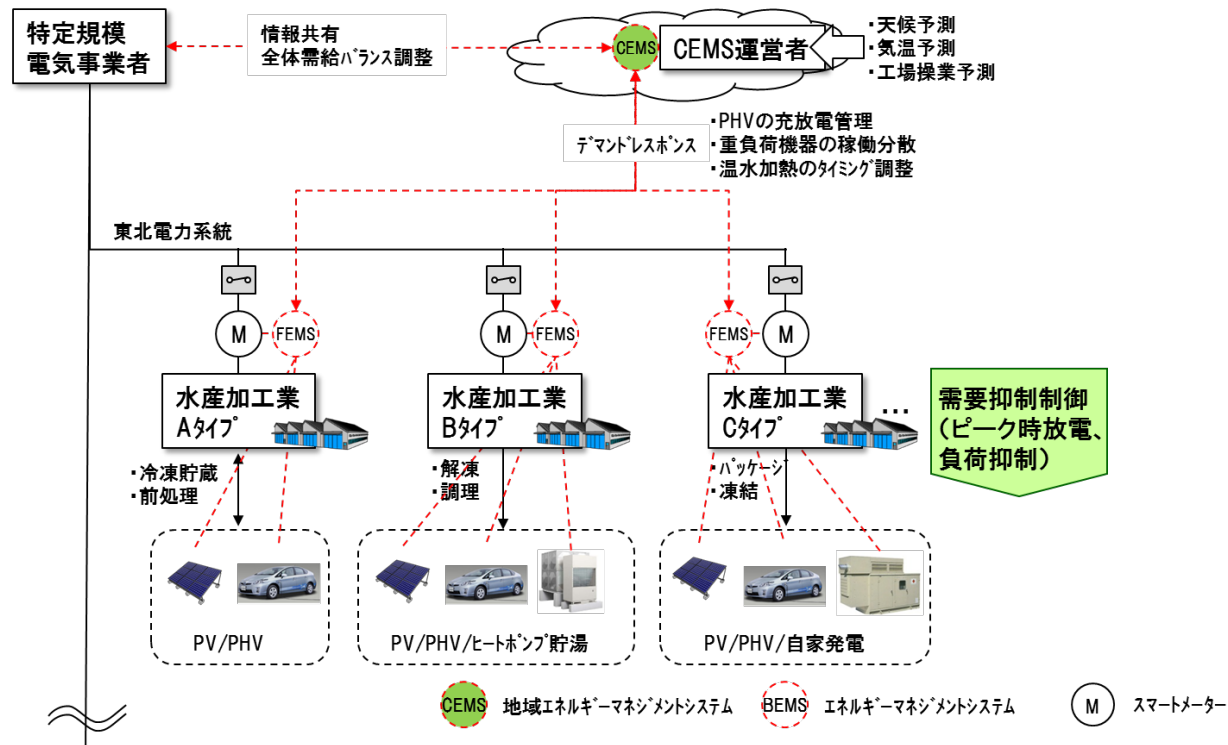 特定規模
電気事業者
情報共有
全体需給ﾊﾞﾗﾝｽ調整
CEMS
CEMS運営者
・天候予測
・気温予測
・工場操業予測
ﾃﾞﾏﾝﾄﾞﾚｽﾎﾟﾝｽ
・PHVの充放電管理
・重負荷機器の稼働分散
・温水加熱のﾀｲﾐﾝｸﾞ調整
東北電力系統
M
FEMS
M
FEMS
FEMS
M
水産加工業
Aﾀｲﾌﾟ
水産加工業
Bﾀｲﾌﾟ
水産加工業
Cﾀｲﾌﾟ
…
需要抑制制御
（ピーク時放電、
負荷抑制）
・冷凍貯蔵
・前処理
・解凍
・調理
・ﾊﾟｯｹｰｼﾞ
・凍結
PV/PHV
PV/PHV/ﾋｰﾄﾎﾟﾝﾌﾟ貯湯
PV/PHV/自家発電
CEMS
地域ｴﾈﾙｷﾞｰﾏﾈｼﾞﾒﾝﾄｼｽﾃﾑ
BEMS
ｴﾈﾙｷﾞｰﾏﾈｼﾞﾒﾝﾄｼｽﾃﾑ
M
ｽﾏｰﾄﾒｰﾀｰ